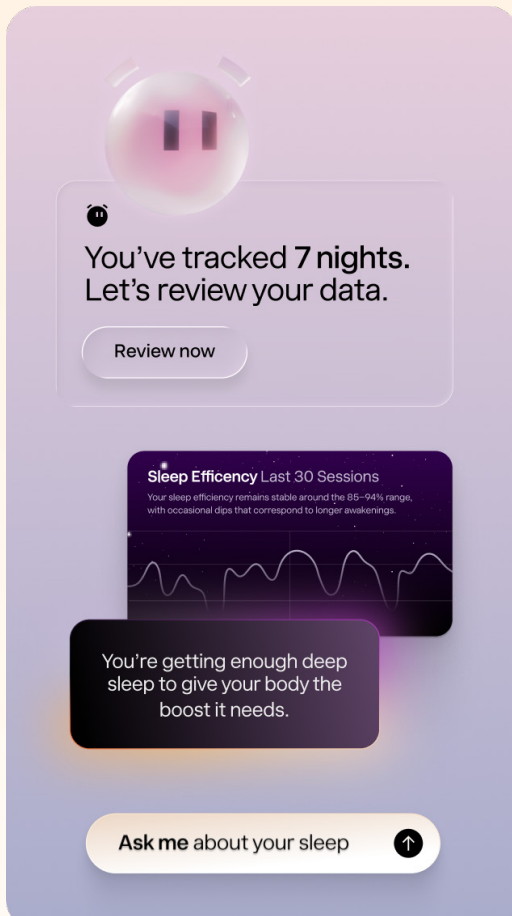 You’ve tracked 7 nights.
Let’s review your data.
Review now
Sleep Efficency Last 30 Sessions
Your sleep efficiency remains stable around the 85–94% range,
with occasional dips that correspond to longer awakenings.
You’re getting enough deep
sleep to give your body the
boost it needs.
Ask me about your sleep